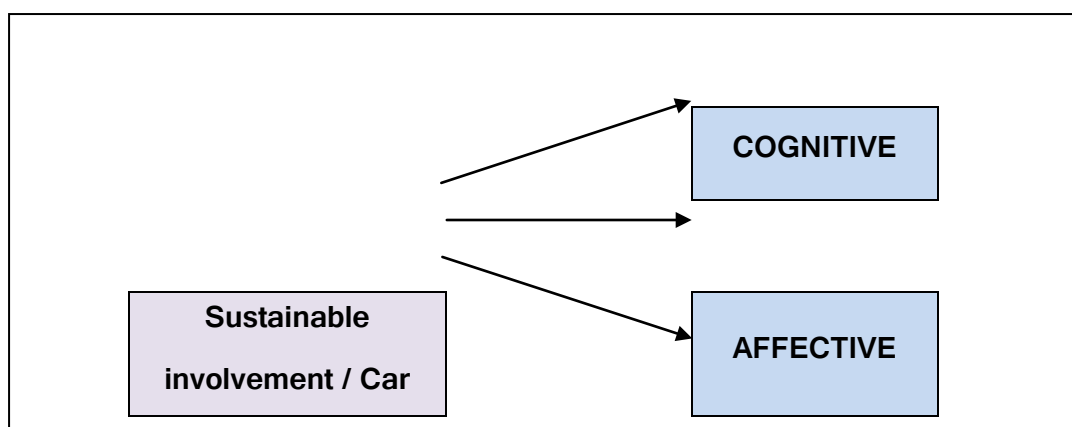 COGNITIVE
Sustainable
involvement / Car
AFFECTIVE